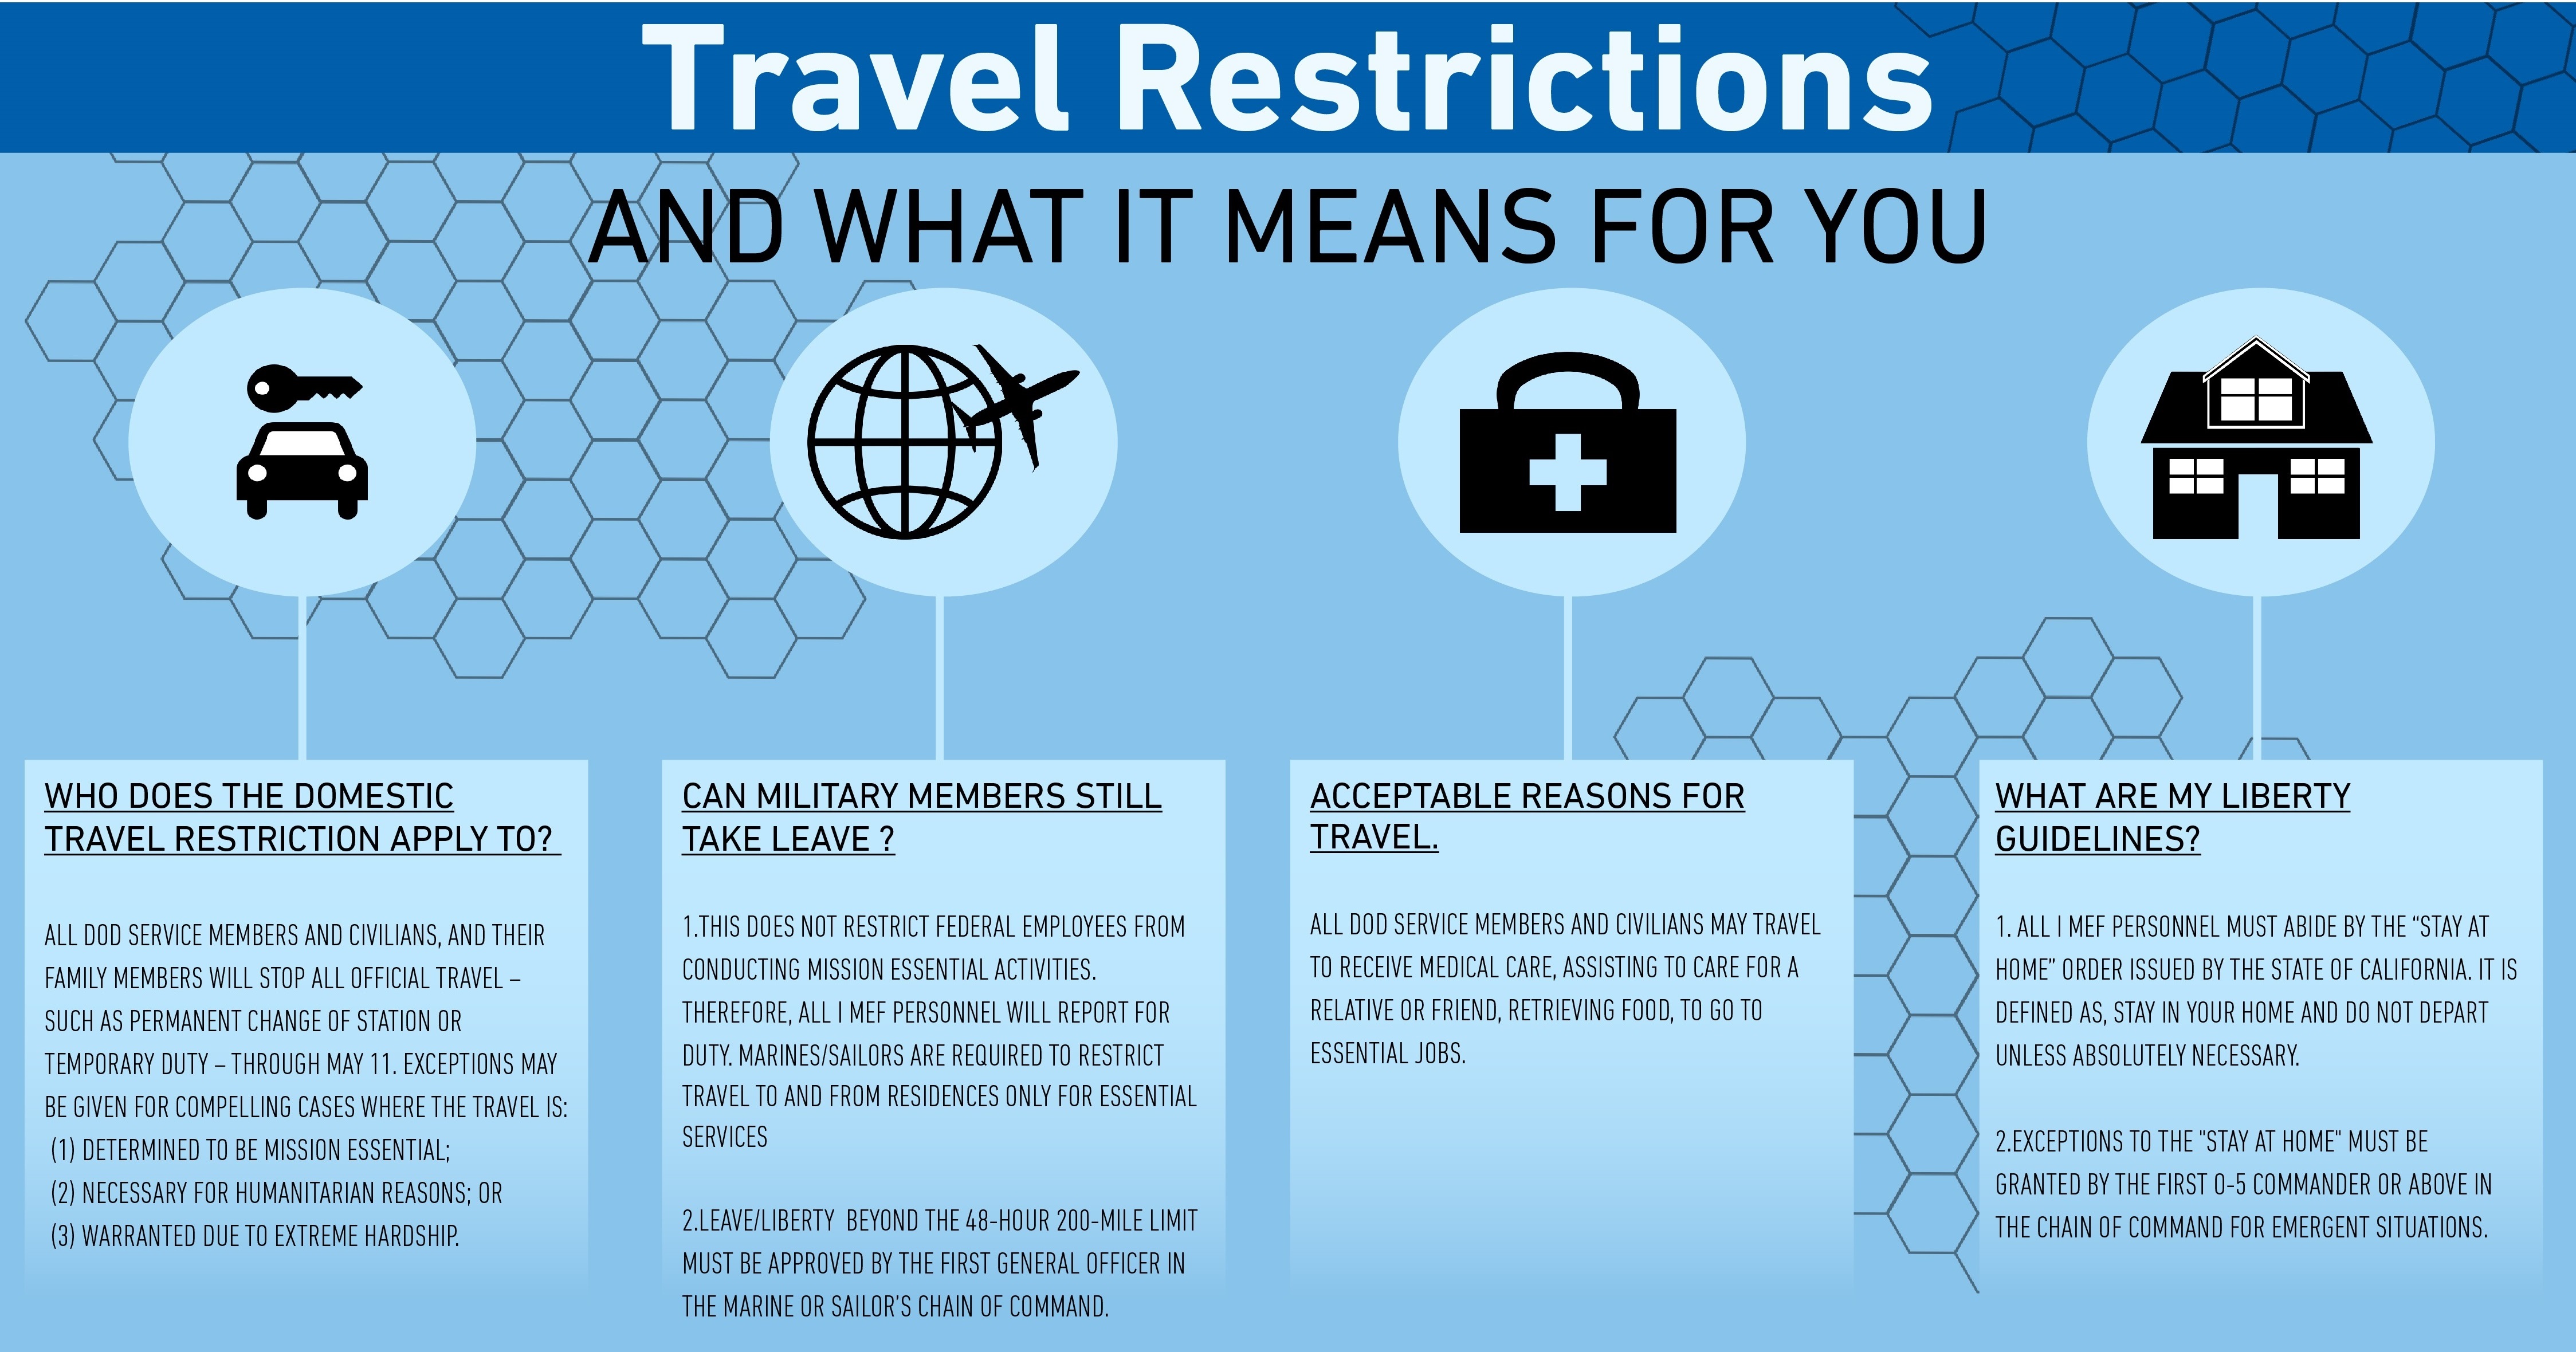 Travel Restrictions
AND WHAT IT MEANS FOR YOU
WHO DOES THE DOMESTIC
TRAVEL RESTRICTION APPLY TO?
ALL DOD SERVICE MEMBERS AND CIVILIANS, AND THEIR
FAMILY MEMBERS WILL STOP ALL OFFICIAL TRAVEL –
SUCH AS PERMANENT CHANGE OF STATION OR
TEMPORARY DUTY – THROUGH MAY 11. EXCEPTIONS MAY
BE GIVEN FOR COMPELLING CASES WHERE THE TRAVEL IS:
(1) DETERMINED TO BE MISSION ESSENTIAL;
(2) NECESSARY FOR HUMANITARIAN REASONS; OR
(3) WARRANTED DUE TO EXTREME HARDSHIP.
CAN MILITARY MEMBERS STILL
TAKE LEAVE ?
1.THIS DOES NOT RESTRICT FEDERAL EMPLOYEES FROM
CONDUCTING MISSION ESSENTIAL ACTIVITIES.
THEREFORE, ALL I MEF PERSONNEL WILL REPORT FOR
DUTY. MARINES/SAILORS ARE REQUIRED TO RESTRICT
TRAVEL TO AND FROM RESIDENCES ONLY FOR ESSENTIAL
SERVICES
2.LEAVE/LIBERTY BEYOND THE 48-HOUR 200-MILE LIMIT
MUST BE APPROVED BY THE FIRST GENERAL OFFICER IN
THE MARINE OR SAILOR'S CHAIN OF COMMAND.
ACCEPTABLE REASONS FOR
TRAVEL.
ALL DOD SERVICE MEMBERS AND CIVILIANS MAY TRAVEL
TO RECEIVE MEDICAL CARE, ASSISTING TO CARE FOR A
RELATIVE OR FRIEND, RETRIEVING FOOD, TO GO TO
ESSENTIAL JOBS.
WHAT ARE MY LIBERTY
GUIDELINES?
1. ALL I MEF PERSONNEL MUST ABIDE BY THE “STAY AT
HOME” ORDER ISSUED BY THE STATE OF CALIFORNIA. IT IS
DEFINED AS, STAY IN YOUR HOME AND DO NOT DEPART
UNLESS ABSOLUTELY NECESSARY.
2.EXCEPTIONS TO THE "STAY AT HOME" MUST BE
GRANTED BY THE FIRST O-5 COMMANDER OR ABOVE IN
THE CHAIN OF COMMAND FOR EMERGENT SITUATIONS.